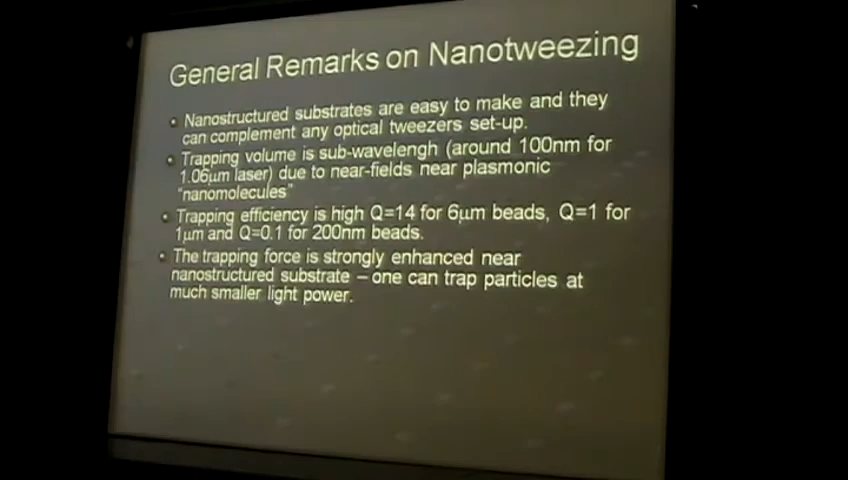 General Remarks on Nanotweezing
• Nanostructured substrates are easy to make and they
can complement any optical tweezers set-up.
• Trapping volume is sub-wavelengh (around 100nm for
1.06μm laser) due to near-fields near plasmonic
"nanomolecules"
• Trapping efficiency is high Q=14 for 6μm beads, Q=1 for
1μm and Q=0.1 for 200nm beads.
• The trapping force is strongly enhanced near
nanostructured substrate – one can trap particles at
much smaller light power.